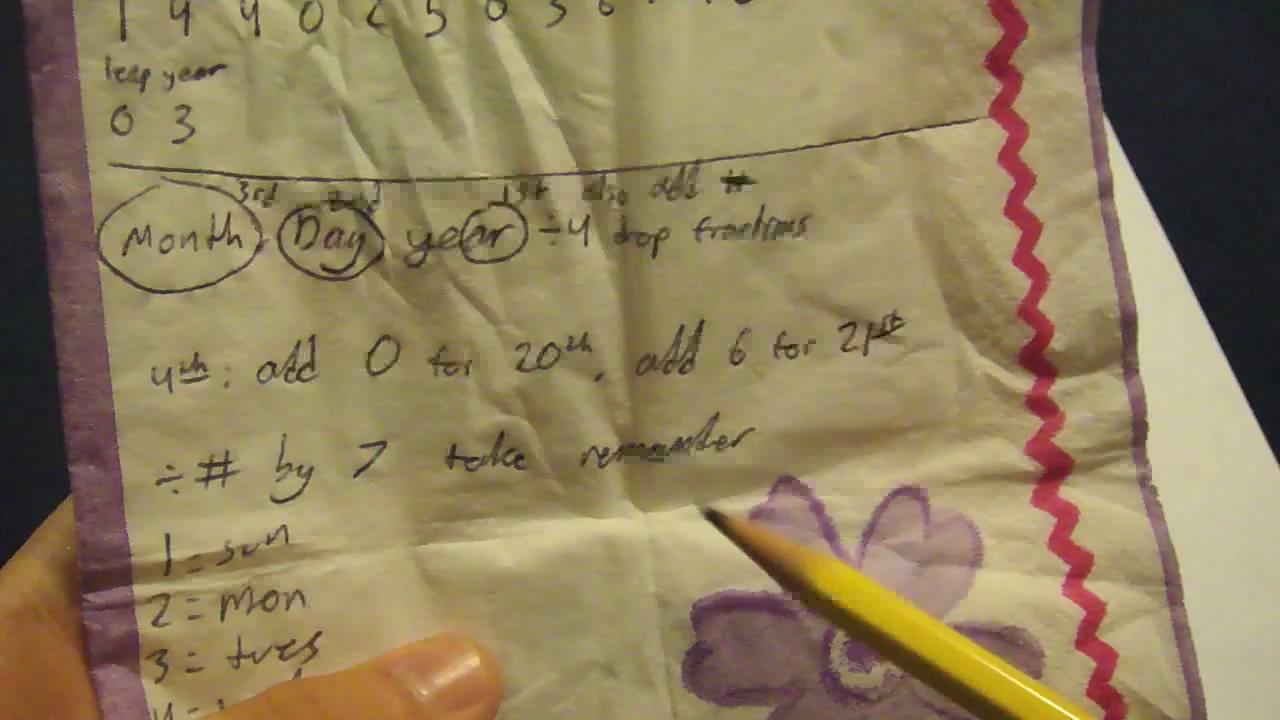 1 4 4 0 2 5 0 3 6
leap year
0 3
3rd 2nd 1st also add #
Month Day year ÷4 drop fractions
4th: add 0 for 20th, add 6 for 21st
÷ # by 7 take remainder
1 = sun
2 = mon
3 = tues
4 =